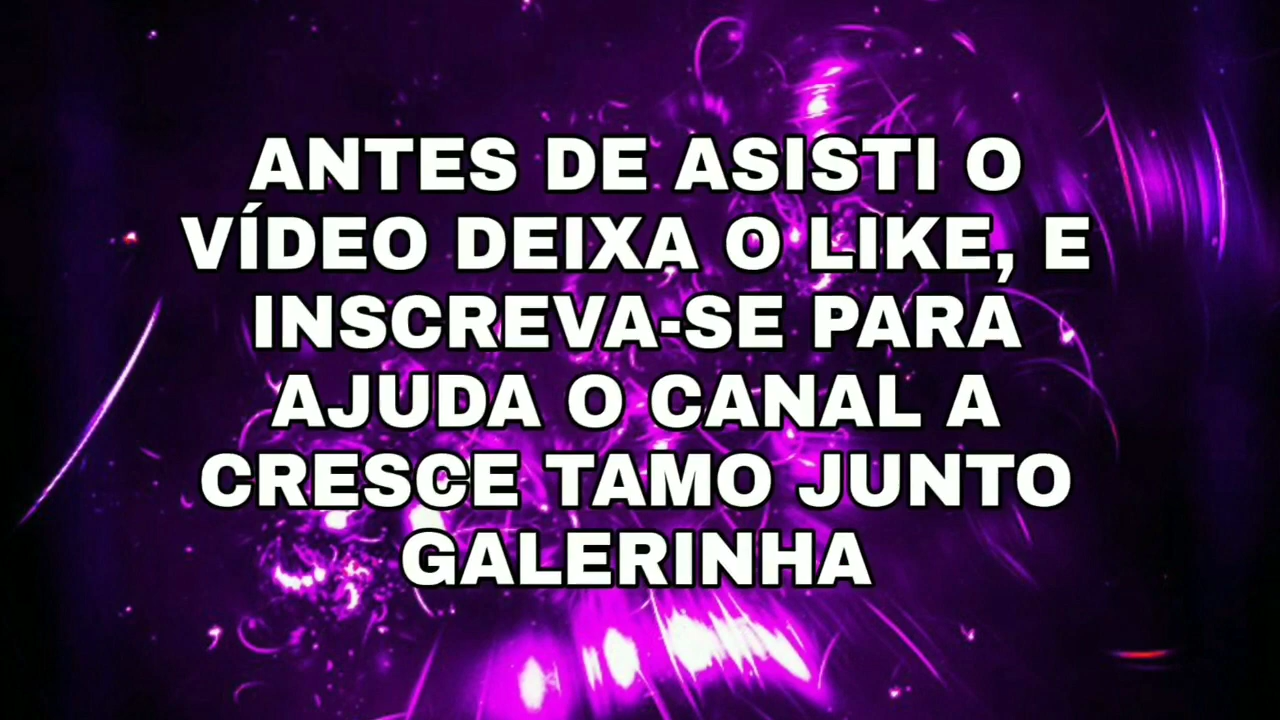 ANTES DE ASISTI O
VÍDEO DEIXA O LIKE, E
INSCREVA-SE PARA
AJUDA O CANAL A
CRESCE TAMO JUNTO
GALERINHA